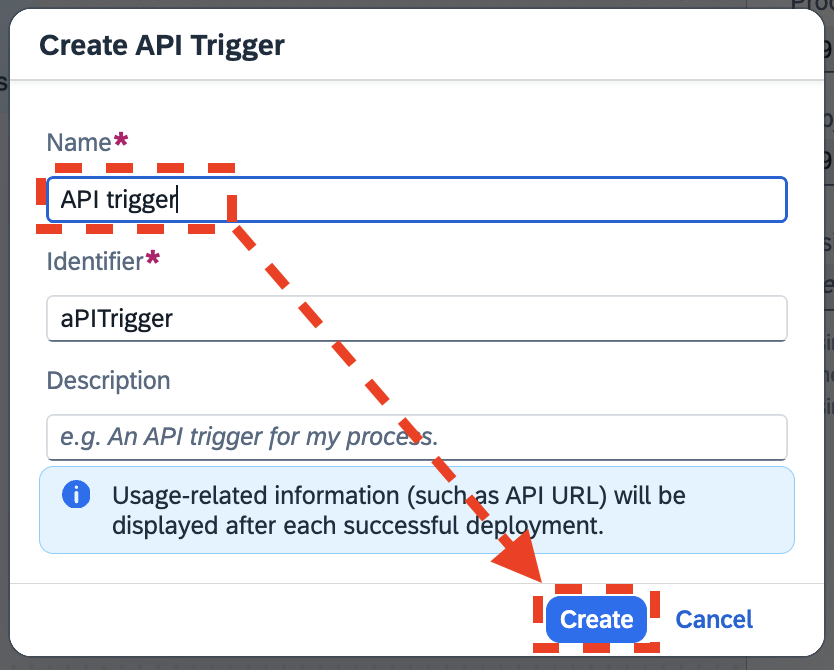 Create API Trigger
Name*
API trigger
Identifier*
aPITrigger
Description
e.g. An API trigger for my process.
Usage-related information (such as API URL) will be
displayed after each successful deployment.
Create Cancel